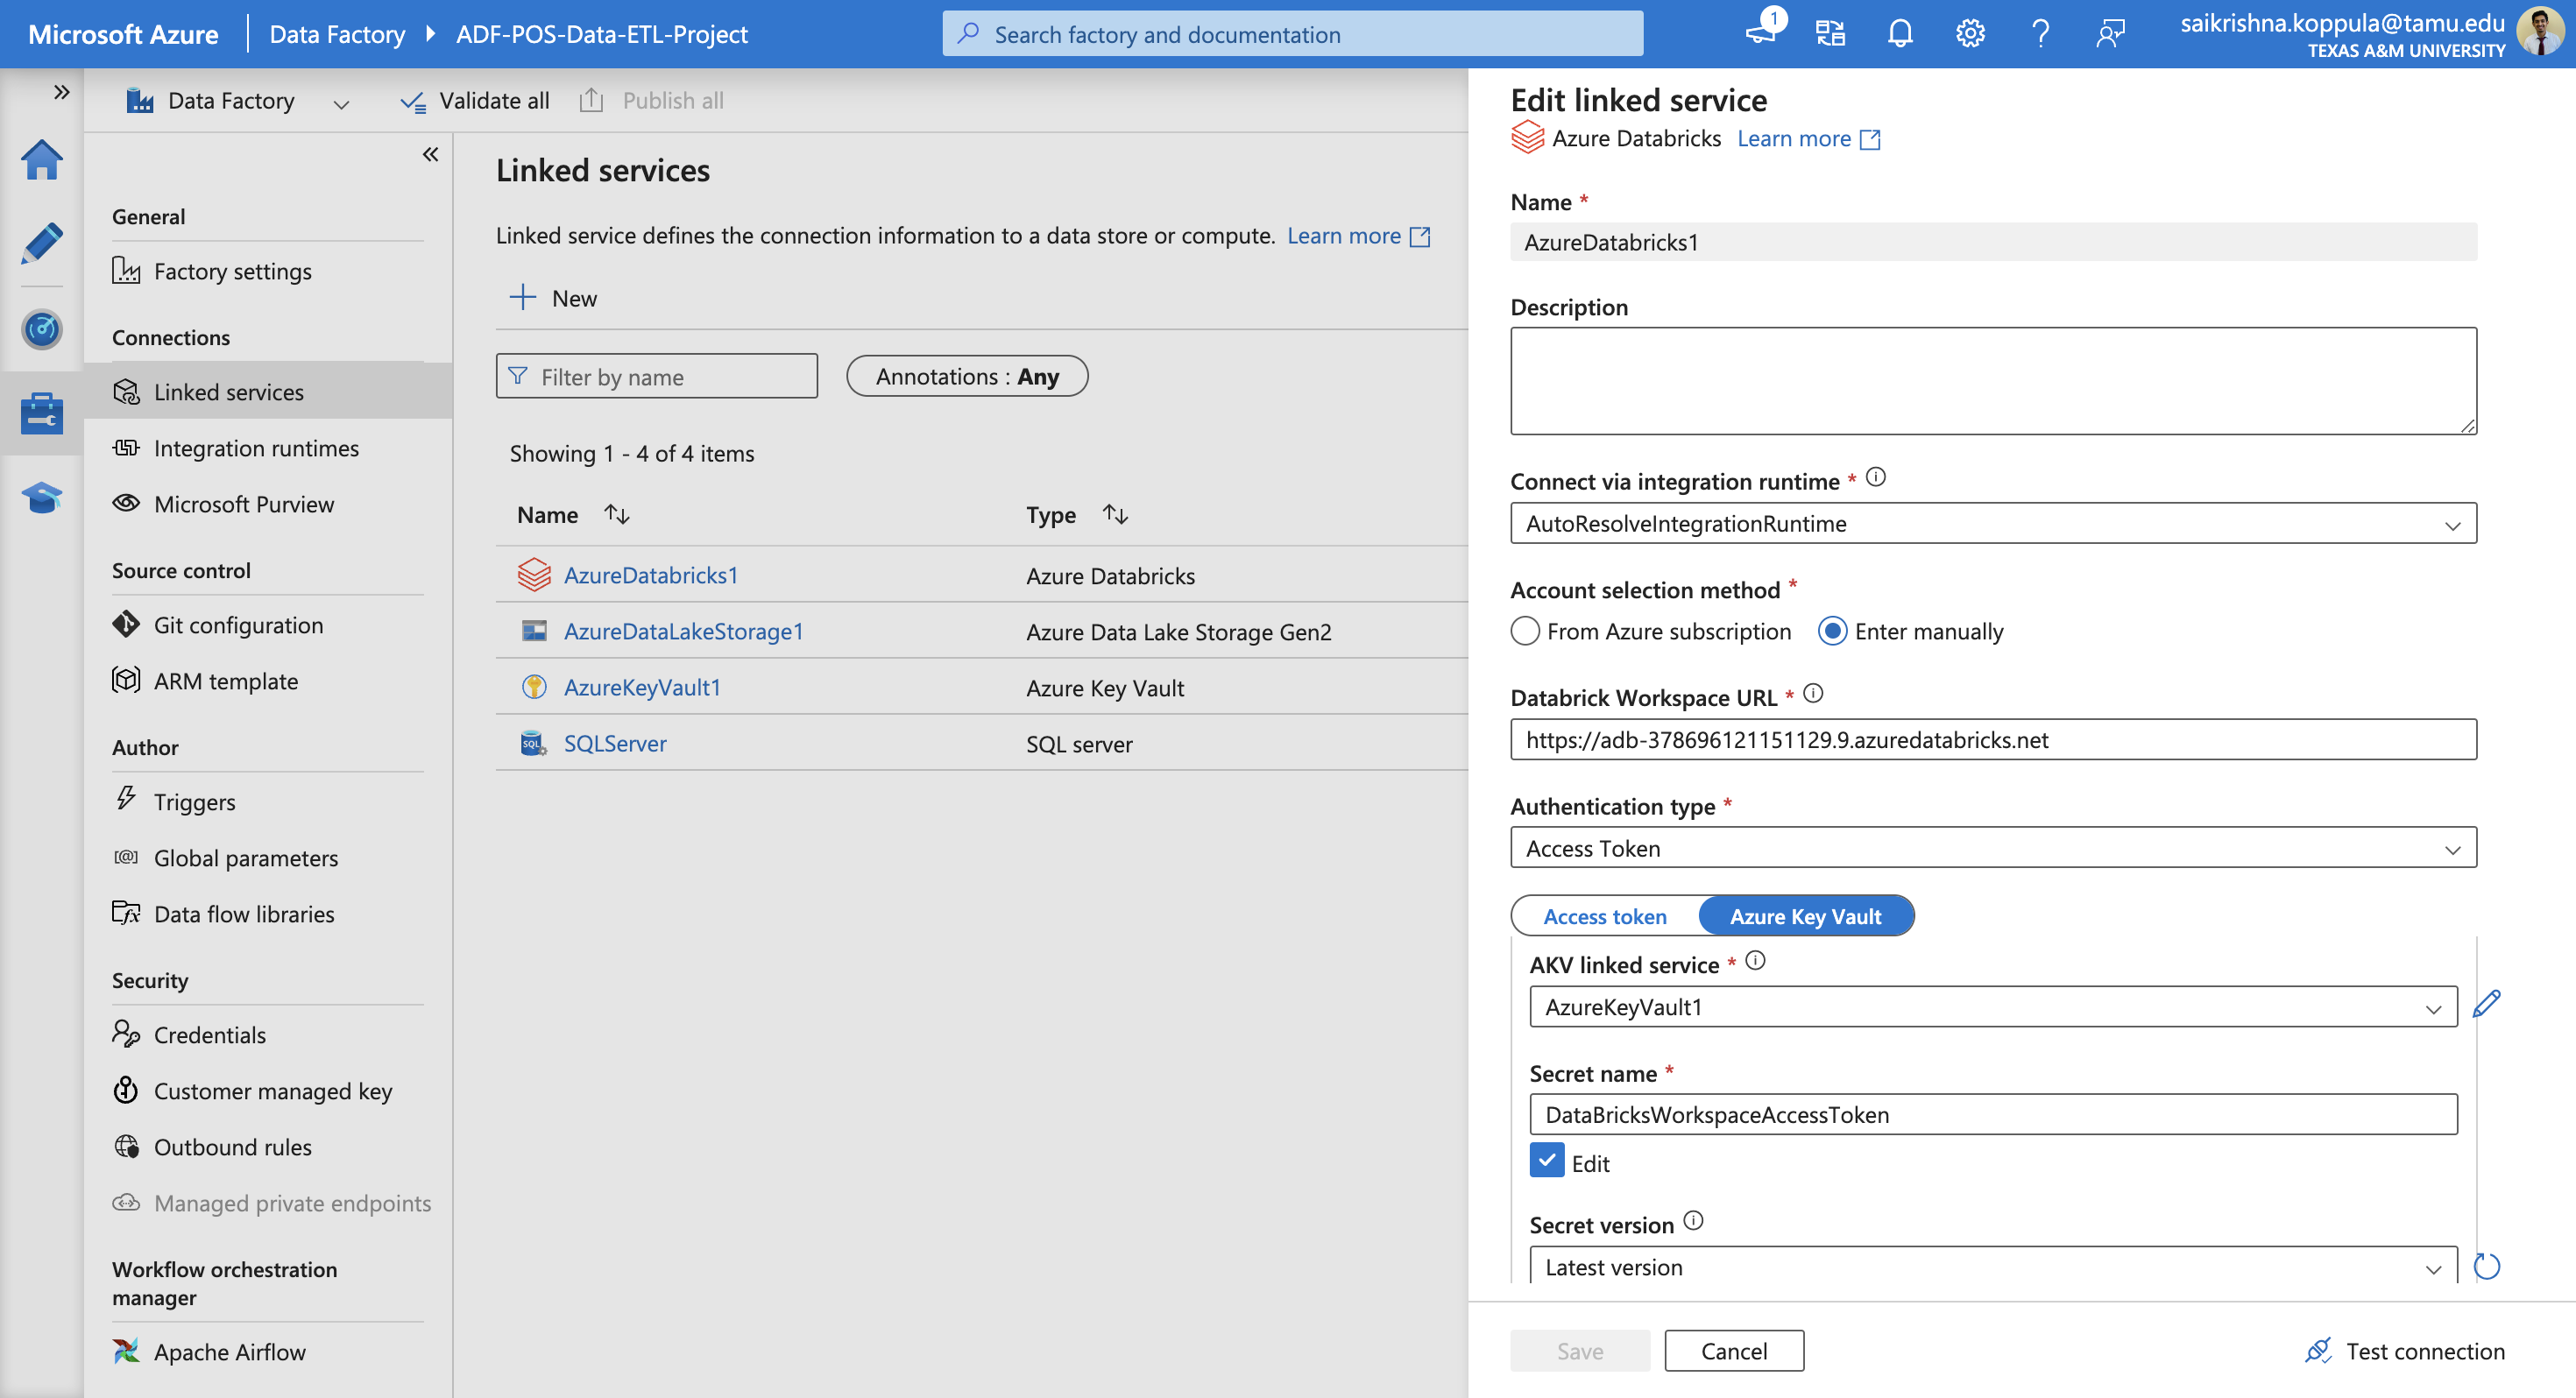 Microsoft Azure
Data Factory
ADF-POS-Data-ETL-Project
Search factory and documentation
1
saikrishna.koppula@tamu.edu
TEXAS A&M UNIVERSITY
Data Factory
Validate all
Publish all
General
Factory settings
Connections
Linked services
Integration runtimes
Microsoft Purview
Source control
Git configuration
ARM template
Author
Triggers
Global parameters
Data flow libraries
Security
Credentials
Customer managed key
Outbound rules
Managed private endpoints
Workflow orchestration
manager
Apache Airflow
Linked services
Linked service defines the connection information to a data store or compute. Learn more
New
Filter by name
Annotations : Any
Showing 1 - 4 of 4 items
Name Type
AzureDatabricks1 Azure Databricks
AzureDataLakeStorage1 Azure Data Lake Storage Gen2
AzureKeyVault1 Azure Key Vault
SQLServer SQL server
Edit linked service
Azure Databricks Learn more
Name *
AzureDatabricks1
Description
Connect via integration runtime *
AutoResolveIntegrationRuntime
Account selection method *
From Azure subscription Enter manually
Databrick Workspace URL *
https://adb-378696121151129.9.azuredatabricks.net
Authentication type *
Access Token
Access token Azure Key Vault
AKV linked service *
AzureKeyVault1
Secret name *
DataBricksWorkspaceAccessToken
Edit
Secret version
Latest version
Save Cancel Test connection